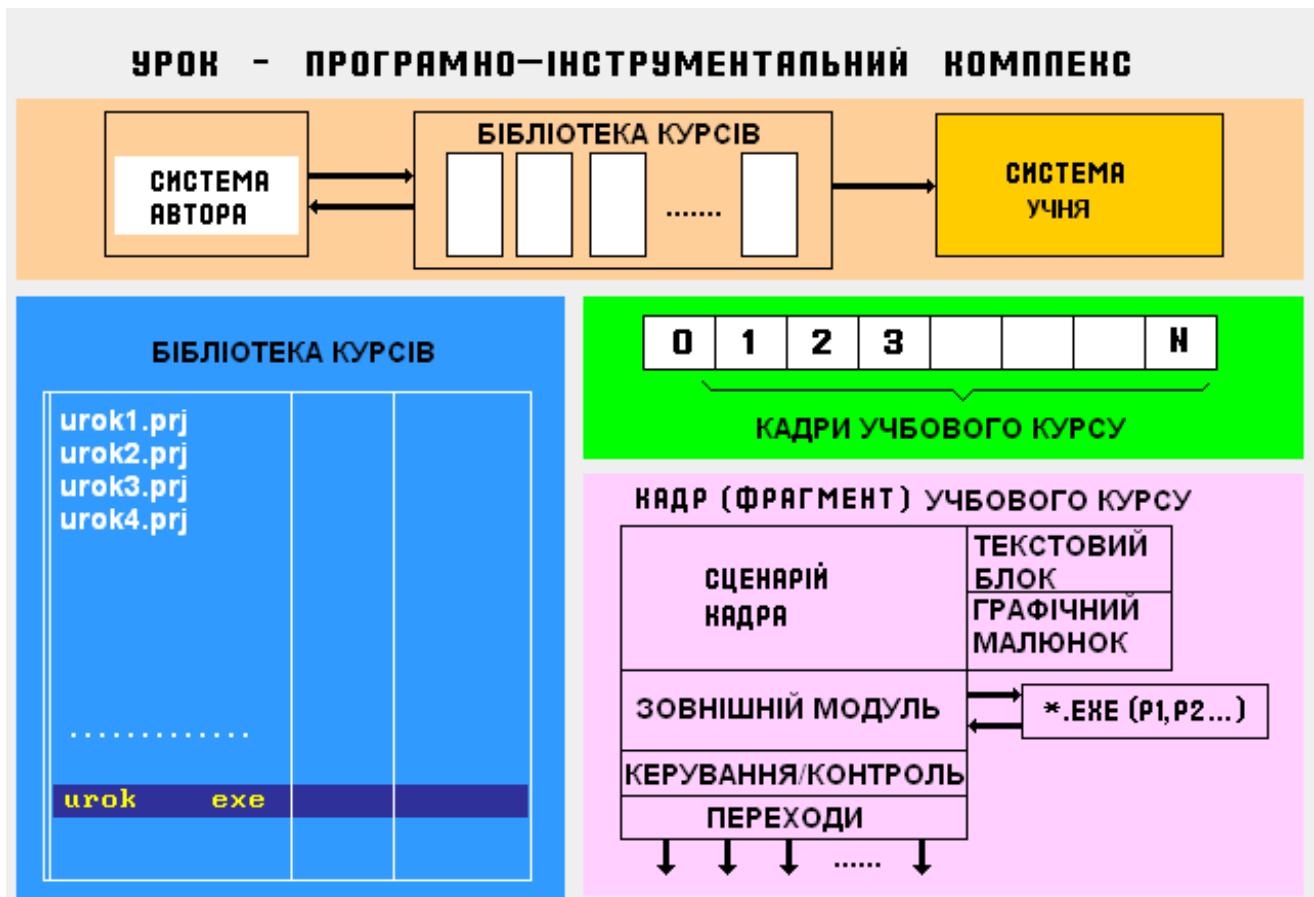 УРОК - ПРОГРАМНО-ІНСТРУМЕНТАЛЬНИЙ КОМПЛЕКС
СИСТЕМА
АВТОРА
БІБЛІОТЕКА КУРСІВ
.......
СИСТЕМА
УЧНЯ
БІБЛІОТЕКА КУРСІВ
urok1.prj
urok2.prj
urok3.prj
urok4.prj
.............
urok exe
0 1 2 3 N
КАДРИ УЧБОВОГО КУРСУ
КАДР (ФРАГМЕНТ) УЧБОВОГО КУРСУ
СЦЕНАРІЙ
КАДРА
ТЕКСТОВИЙ
БЛОК
ГРАФІЧНИЙ
МАЛЮНОК
ЗОВНІШНІЙ МОДУЛЬ
*.EXE (P1,P2...)
КЕРУВАННЯ/КОНТРОЛЬ
ПЕРЕХОДИ
......